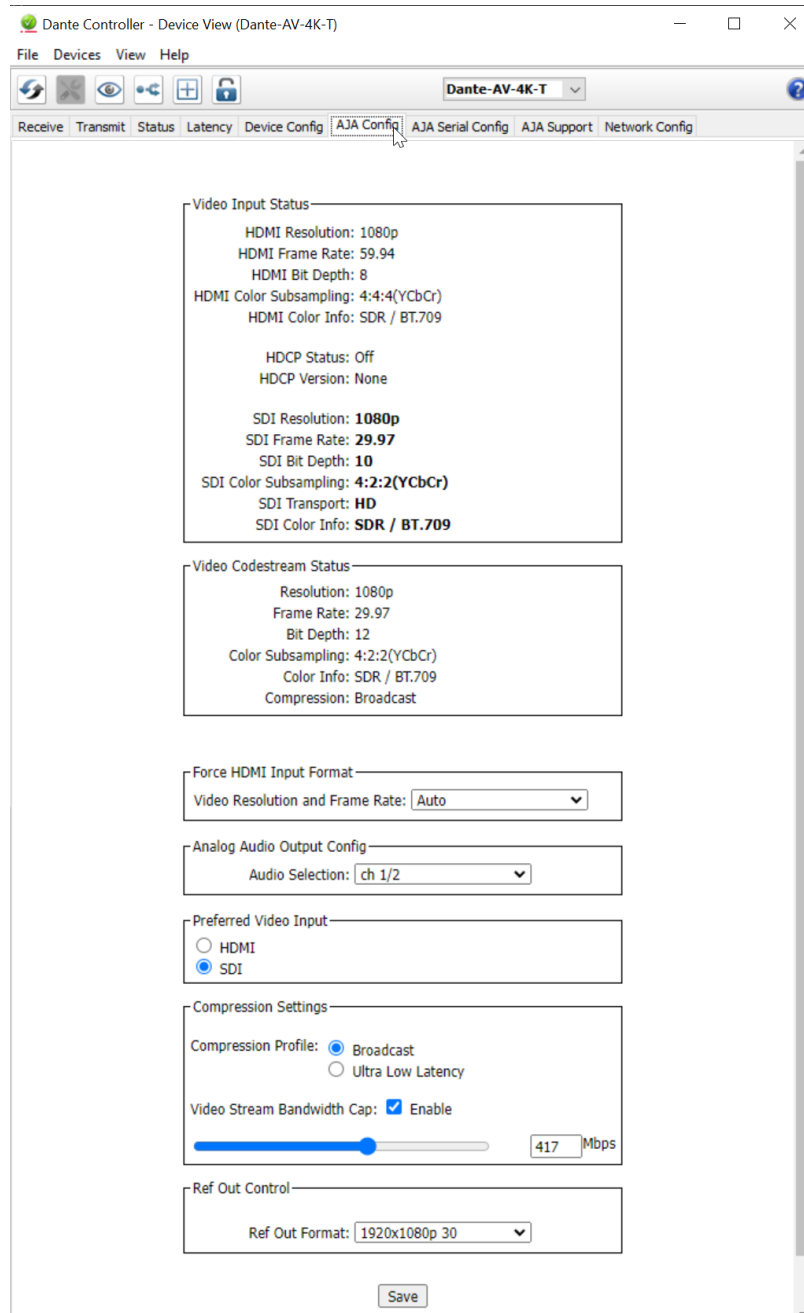 Dante Controller - Device View (Dante-AV-4K-T)
File Devices View Help
Dante-AV-4K-T
?
Receive Transmit Status Latency Device Config AJA Config AJA Serial Config AJA Support Network Config
Video Input Status
HDMI Resolution: 1080p
HDMI Frame Rate: 59.94
HDMI Bit Depth: 8
HDMI Color Subsampling: 4:4:4(YCbCr)
HDMI Color Info: SDR / BT.709
HDCP Status: Off
HDCP Version: None
SDI Resolution: 1080p
SDI Frame Rate: 29.97
SDI Bit Depth: 10
SDI Color Subsampling: 4:2:2(YCbCr)
SDI Transport: HD
SDI Color Info: SDR / BT.709
Video Codestream Status
Resolution: 1080p
Frame Rate: 29.97
Bit Depth: 12
Color Subsampling: 4:2:2(YCbCr)
Color Info: SDR / BT.709
Compression: Broadcast
Force HDMI Input Format
Video Resolution and Frame Rate: Auto
Analog Audio Output Config
Audio Selection: ch 1/2
Preferred Video Input
HDMI
SDI
Compression Settings
Compression Profile: Broadcast
Ultra Low Latency
Video Stream Bandwidth Cap: Enable
417 Mbps
Ref Out Control
Ref Out Format: 1920x1080p 30
Save